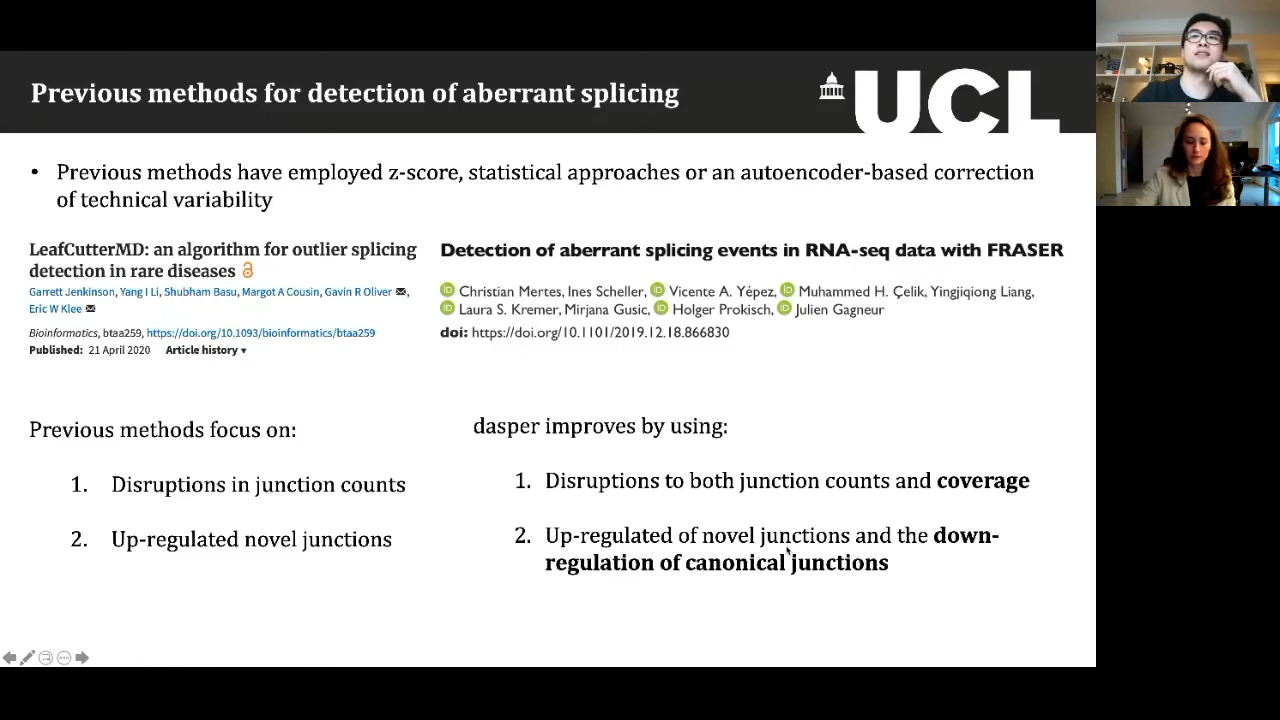 Previous methods for detection of aberrant splicing
UCL
• Previous methods have employed z-score, statistical approaches or an autoencoder-based correction
of technical variability
LeafCutterMD: an algorithm for outlier splicing
detection in rare diseases
Garrett Jenkinson, Yang I Li, Shubham Basu, Margot A Cousin, Gavin R Oliver,
Eric W Klee
Bioinformatics, btaa259, https://doi.org/10.1093/bioinformatics/btaa259
Published: 21 April 2020 Article history ▾
Detection of aberrant splicing events in RNA-seq data with FRASER
Christian Mertes, Ines Scheller, Vicente A. Yépez, Muhammed H. Çelik, Yingjiqiong Liang,
Laura S. Kremer, Mirjana Gusic, Holger Prokisch, Julien Gagneur
doi: https://doi.org/10.1101/2019.12.18.866830
Previous methods focus on:
1. Disruptions in junction counts
2. Up-regulated novel junctions
dasper improves by using:
1. Disruptions to both junction counts and coverage
2. Up-regulated of novel junctions and the down-
regulation of canonical junctions